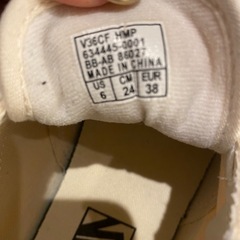 V36CF HMP
634445-0001
BB-AB 86027
MADE IN CHINA
US CM EUR
6 24 38